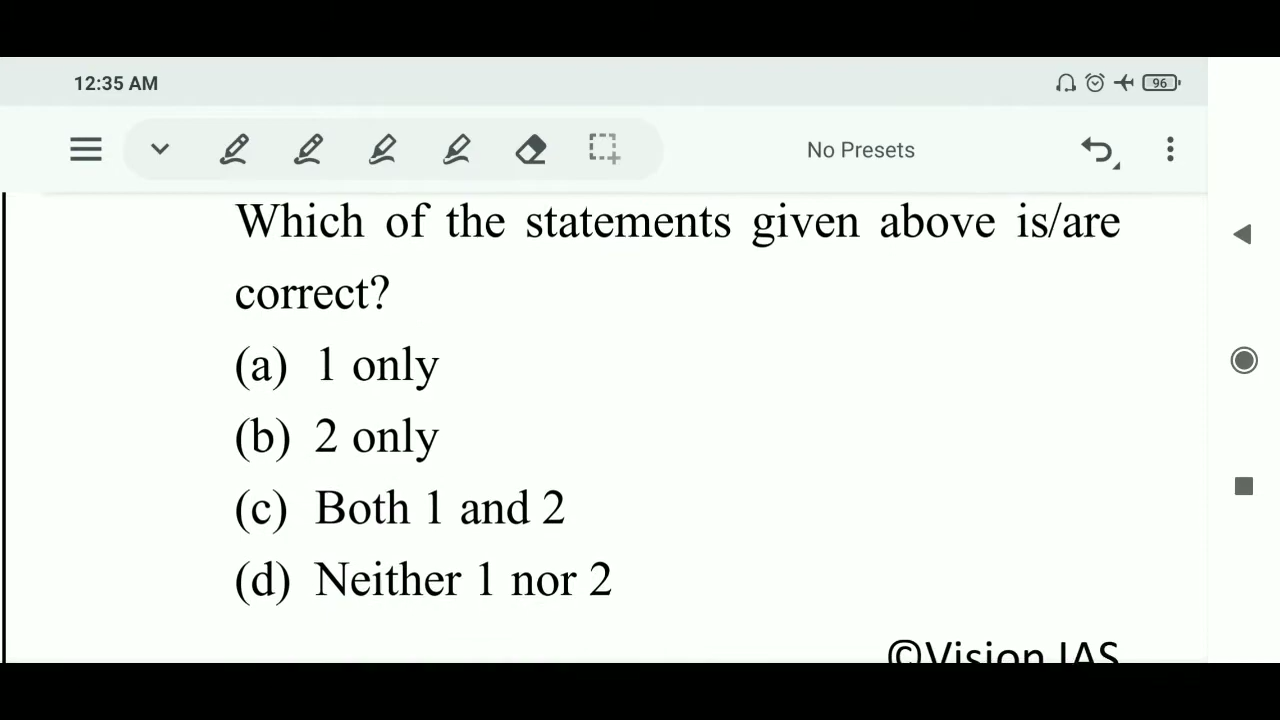 12:35 AM
96
No Presets
Which of the statements given above is/are
correct?
(a) 1 only
(b) 2 only
(c) Both 1 and 2
(d) Neither 1 nor 2
©Vision IAS